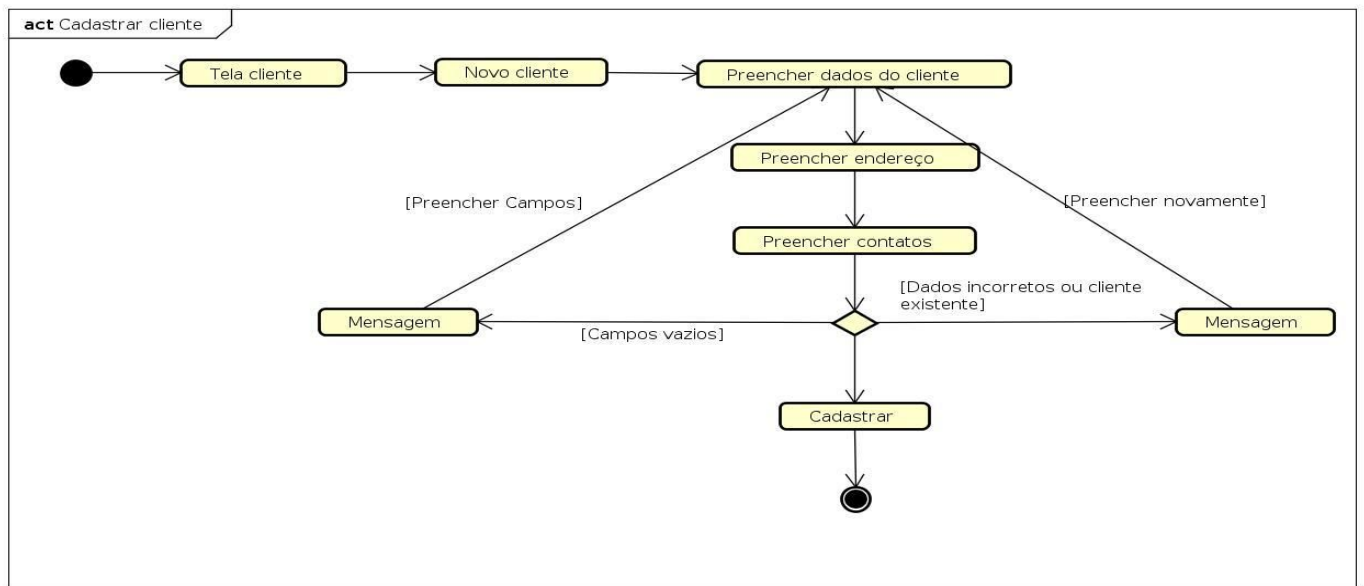 act Cadastrar cliente
Tela cliente
Novo cliente
Preencher dados do cliente
Preencher endereço
[Preencher Campos]
[Preencher novamente]
Preencher contatos
[Dados incorretos ou cliente
existente]
Mensagem
[Campos vazios]
Mensagem
Cadastrar